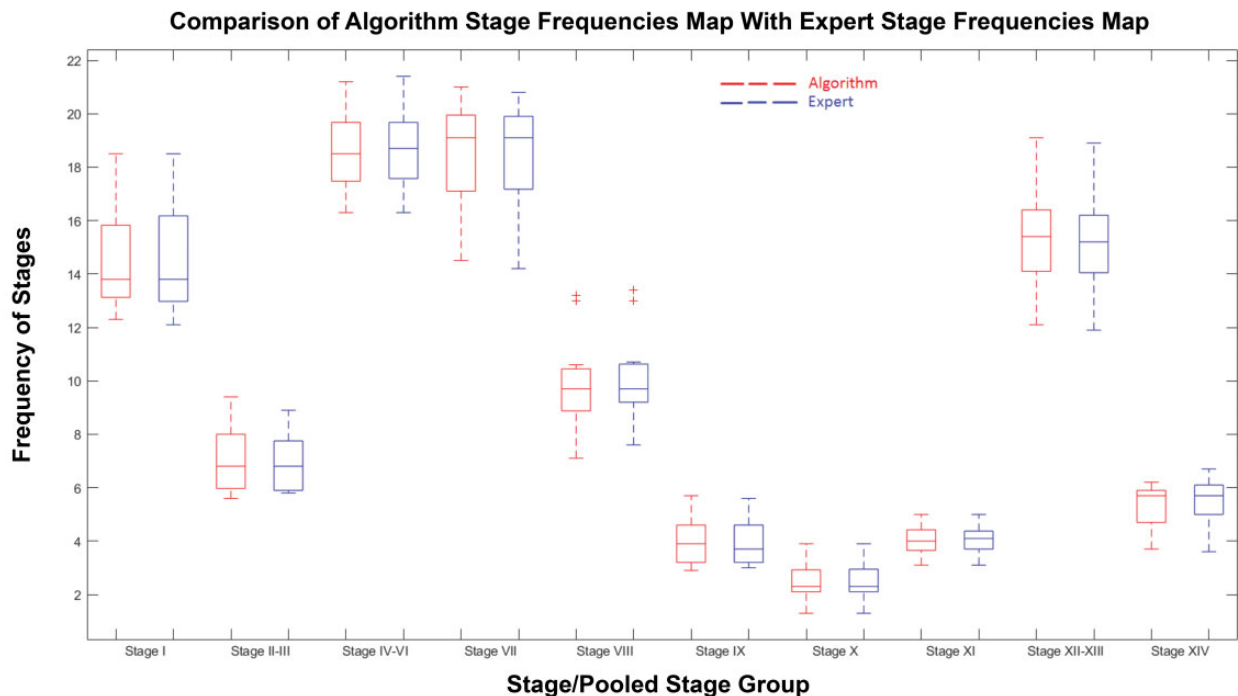 Comparison of Algorithm Stage Frequencies Map With Expert Stage Frequencies Map
Algorithm
Expert
Frequency of Stages
22
20
18
16
14
12
10
8
6
4
2
Stage I Stage II-III Stage IV-VI Stage VII Stage VIII Stage IX Stage X Stage XI Stage XII-XIII Stage XIV
Stage/Pooled Stage Group